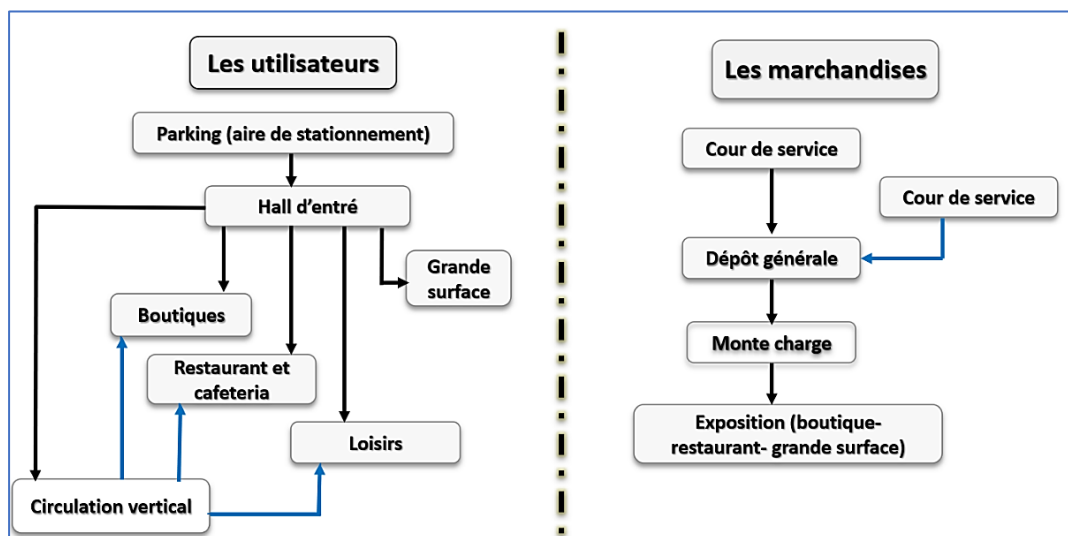 Les utilisateurs
Parking (aire de stationnement)
Hall d'entré
Grande
surface
Boutiques
Restaurant et
cafeteria
Loisirs
Circulation vertical
Les marchandises
Cour de service
Cour de service
Dépôt générale
Monte charge
Exposition (boutique-
restaurant- grande surface)